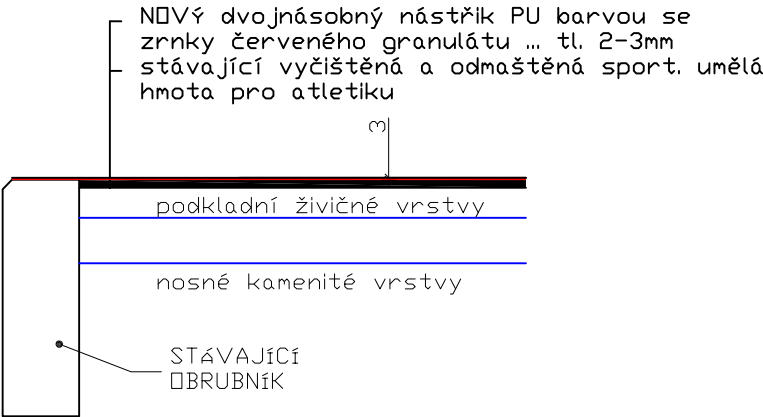 NOVý dvojnásobný nástřik PU barvou se
zrnky červeného granulátu ... tl. 2-3mm
stávající vyčištěná a odmaštěná sport. umělá
hmota pro atletiku
3
podkladní živičné vrstvy
nosné kamenité vrstvy
STáVAJíCí
OBRUBNíK